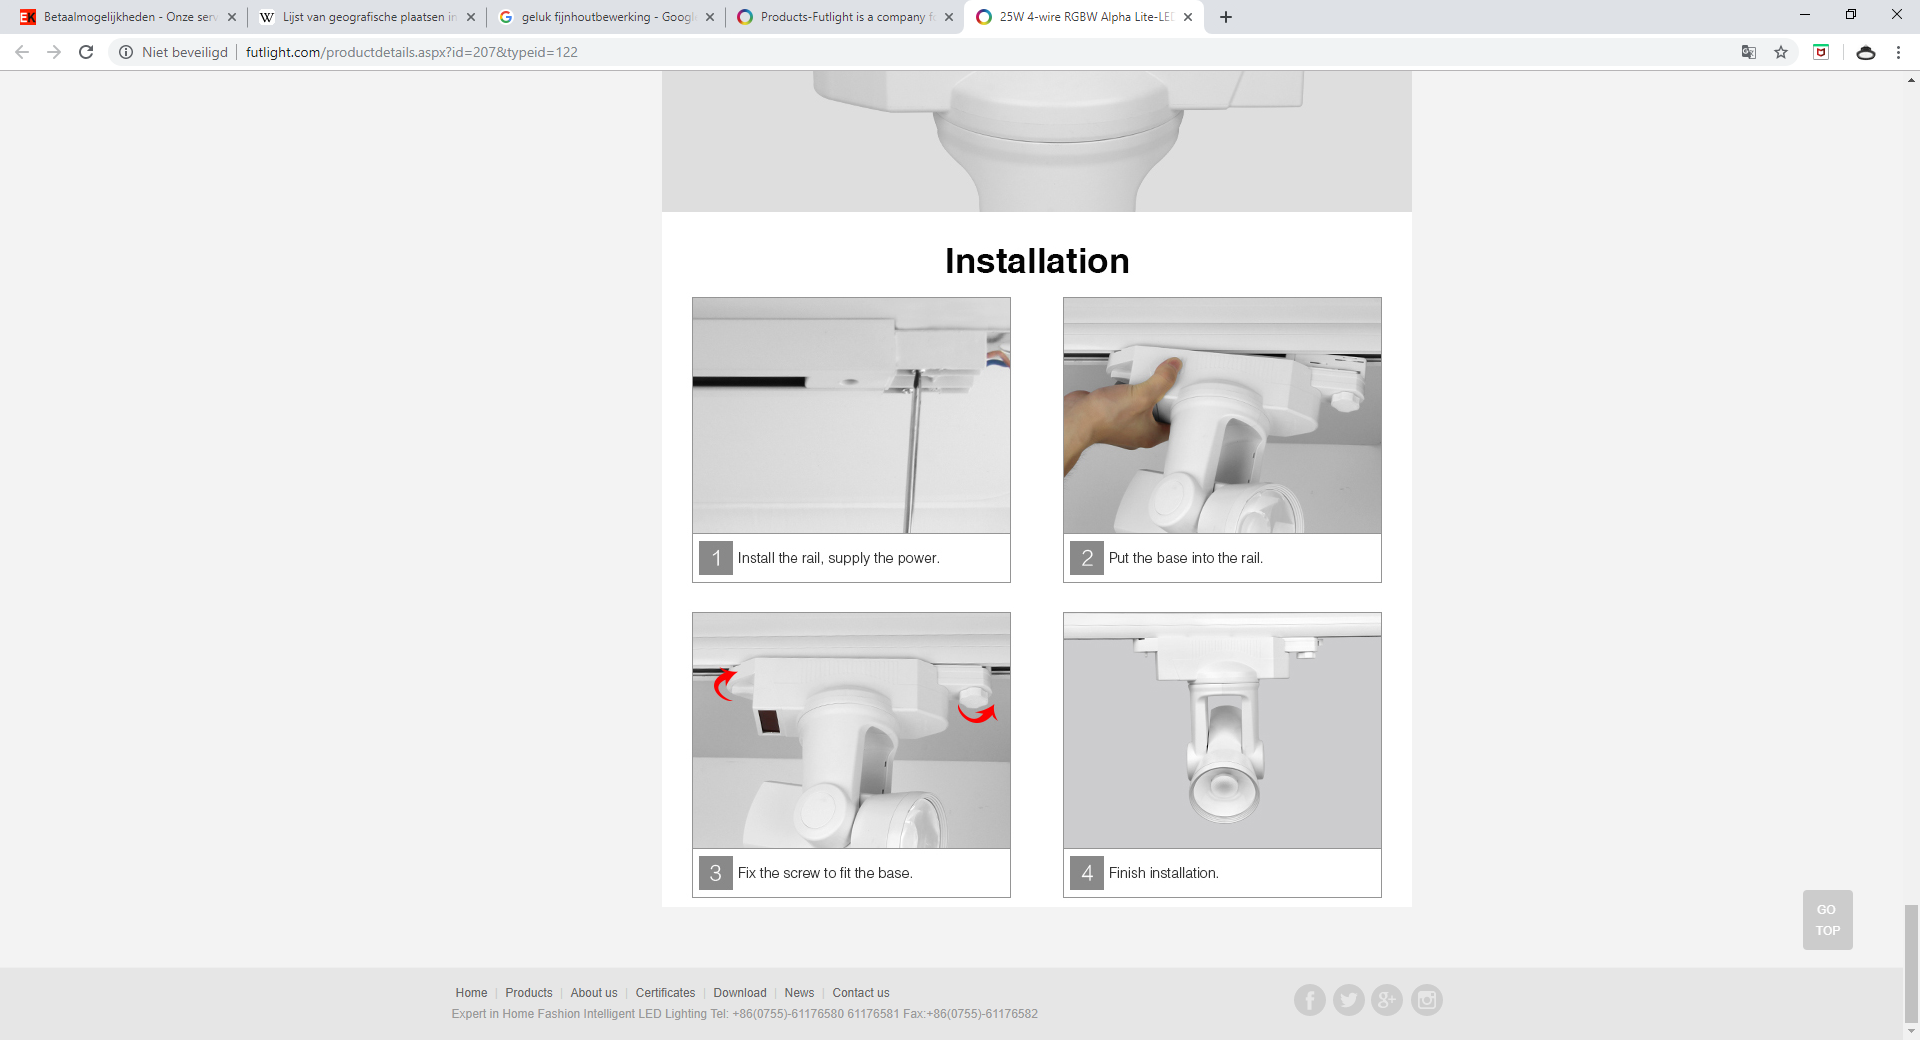 EK Betaalmogelijkheden - Onze serv
W Lijst van geografische plaatsen in
geluk fijnhoutbewerking - Googl
Products-Futlight is a company fo
25W 4-wire RGBW Alpha Lite-LED
Niet beveiligd futlight.com/productdetails.aspx?id=207&typeid=122
Installation
1 Install the rail, supply the power.
2 Put the base into the rail.
3 Fix the screw to fit the base.
4 Finish installation.
GO
TOP
Home | Products | About us | Certificates | Download | News | Contact us
Expert in Home Fashion Intelligent LED Lighting Tel: +86(0755)-61176580 61176581 Fax:+86(0755)-61176582